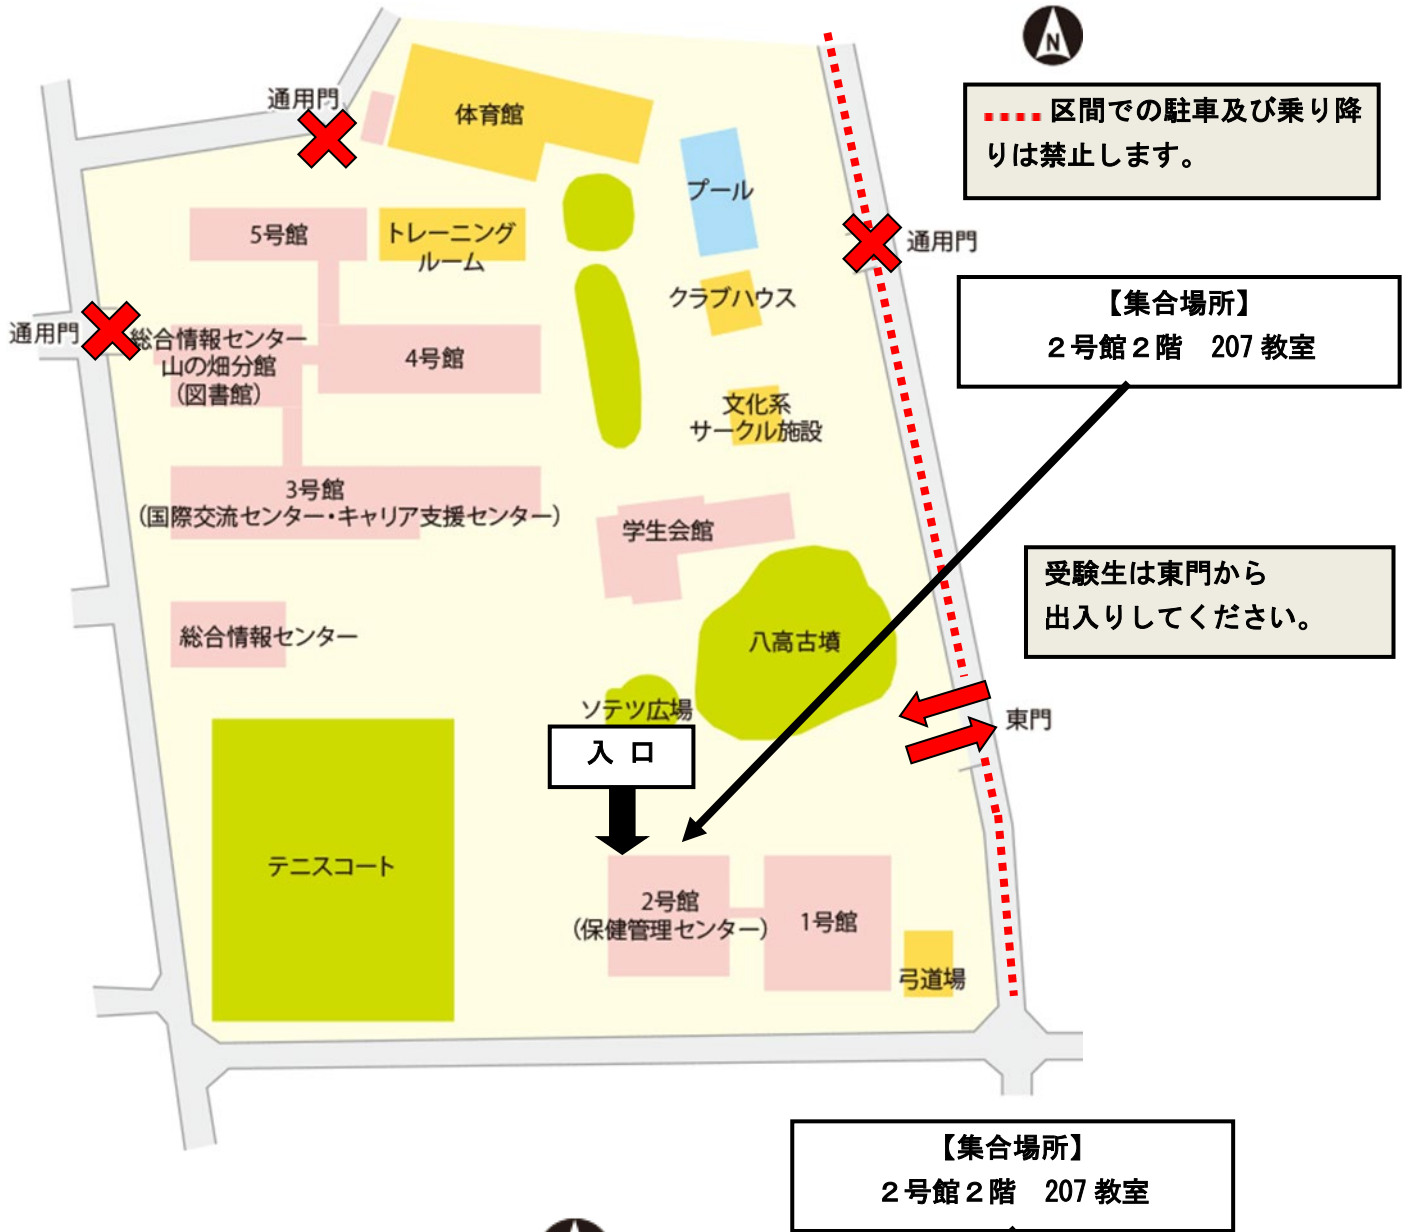 N
区間での駐車及び乗り降
りは禁止します。
通用門
体育館
プール
5号館
トレーニング
ルーム
通用門
クラブハウス
【集合場所】
２号館２階　207 教室
通用門
総合情報センター
山の畑分館
（図書館）
4号館
文化系
サークル施設
3号館
（国際交流センター・キャリア支援センター）
学生会館
受験生は東門から
出入りしてください。
総合情報センター
八高古墳
ソテツ広場
東門
入 口
テニスコート
2号館
（保健管理センター）
1号館
弓道場
【集合場所】
２号館２階　207 教室